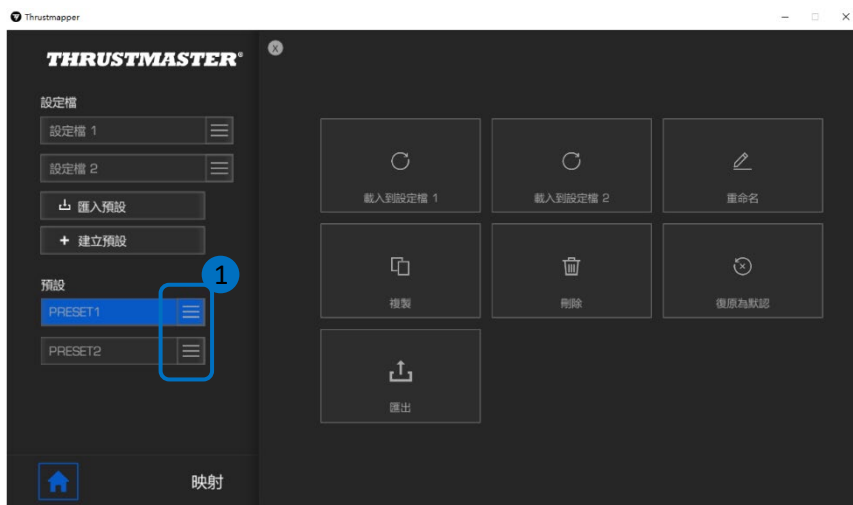 Thrustmapper
THRUSTMASTER®
X
設定檔
設定檔 1
設定檔 2
匯入預設
+ 建立預設
1
預設
PRESET1
PRESET2
映射
載入到設定檔 1
載入到設定檔 2
重命名
複製
刪除
復原為默認
匯出